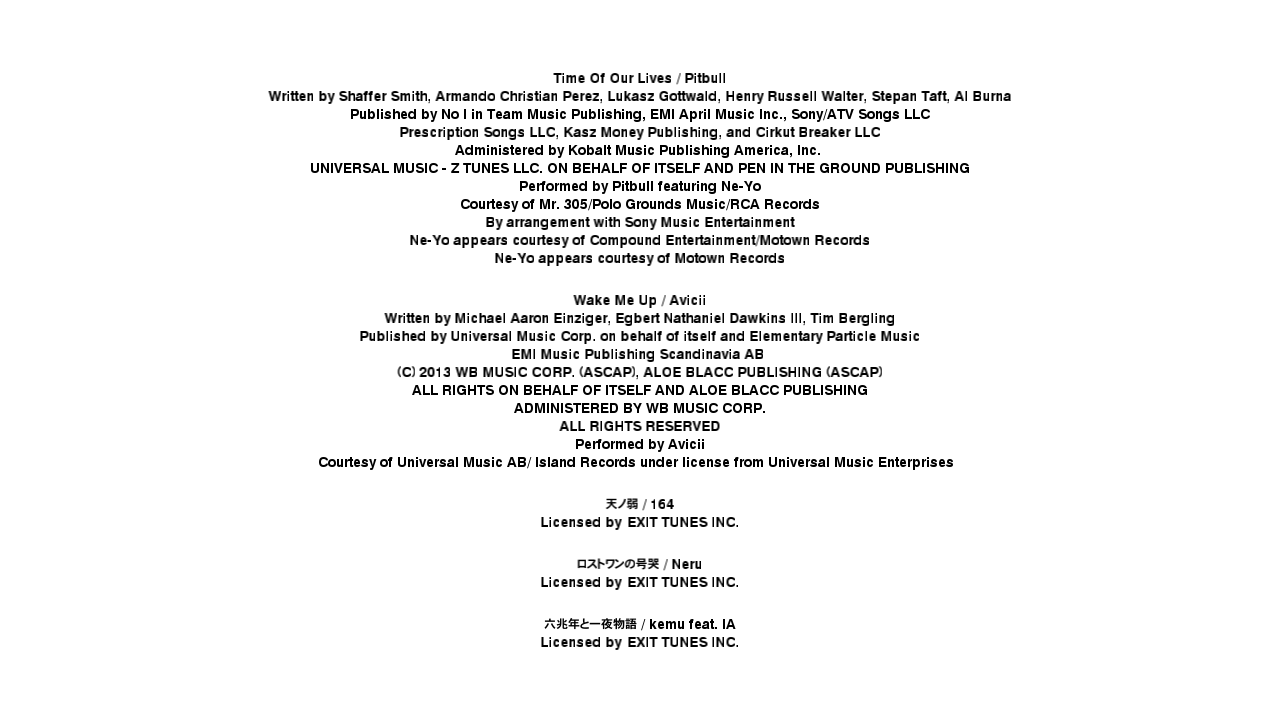 Time Of Our Lives / Pitbull
Written by Shaffer Smith, Armando Christian Perez, Lukasz Gottwald, Henry Russell Walter, Stepan Taft, Al Burna
Published by No I in Team Music Publishing, EMI April Music Inc., Sony/ATV Songs LLC
Prescription Songs LLC, Kasz Money Publishing, and Cirkut Breaker LLC
Administered by Kobalt Music Publishing America, Inc.
UNIVERSAL MUSIC - Z TUNES LLC. ON BEHALF OF ITSELF AND PEN IN THE GROUND PUBLISHING
Performed by Pitbull featuring Ne-Yo
Courtesy of Mr. 305/Polo Grounds Music/RCA Records
By arrangement with Sony Music Entertainment
Ne-Yo appears courtesy of Compound Entertainment/Motown Records
Ne-Yo appears courtesy of Motown Records
Wake Me Up / Avicii
Written by Michael Aaron Einziger, Egbert Nathaniel Dawkins III, Tim Bergling
Published by Universal Music Corp. on behalf of itself and Elementary Particle Music
EMI Music Publishing Scandinavia AB
(C) 2013 WB MUSIC CORP. (ASCAP), ALOE BLACC PUBLISHING (ASCAP)
ALL RIGHTS ON BEHALF OF ITSELF AND ALOE BLACC PUBLISHING
ADMINISTERED BY WB MUSIC CORP.
ALL RIGHTS RESERVED
Performed by Avicii
Courtesy of Universal Music AB/ Island Records under license from Universal Music Enterprises
天ノ弱 / 164
Licensed by EXIT TUNES INC.
ロストワンの号哭 / Neru
Licensed by EXIT TUNES INC.
六兆年と一夜物語 / kemu feat. IA
Licensed by EXIT TUNES INC.